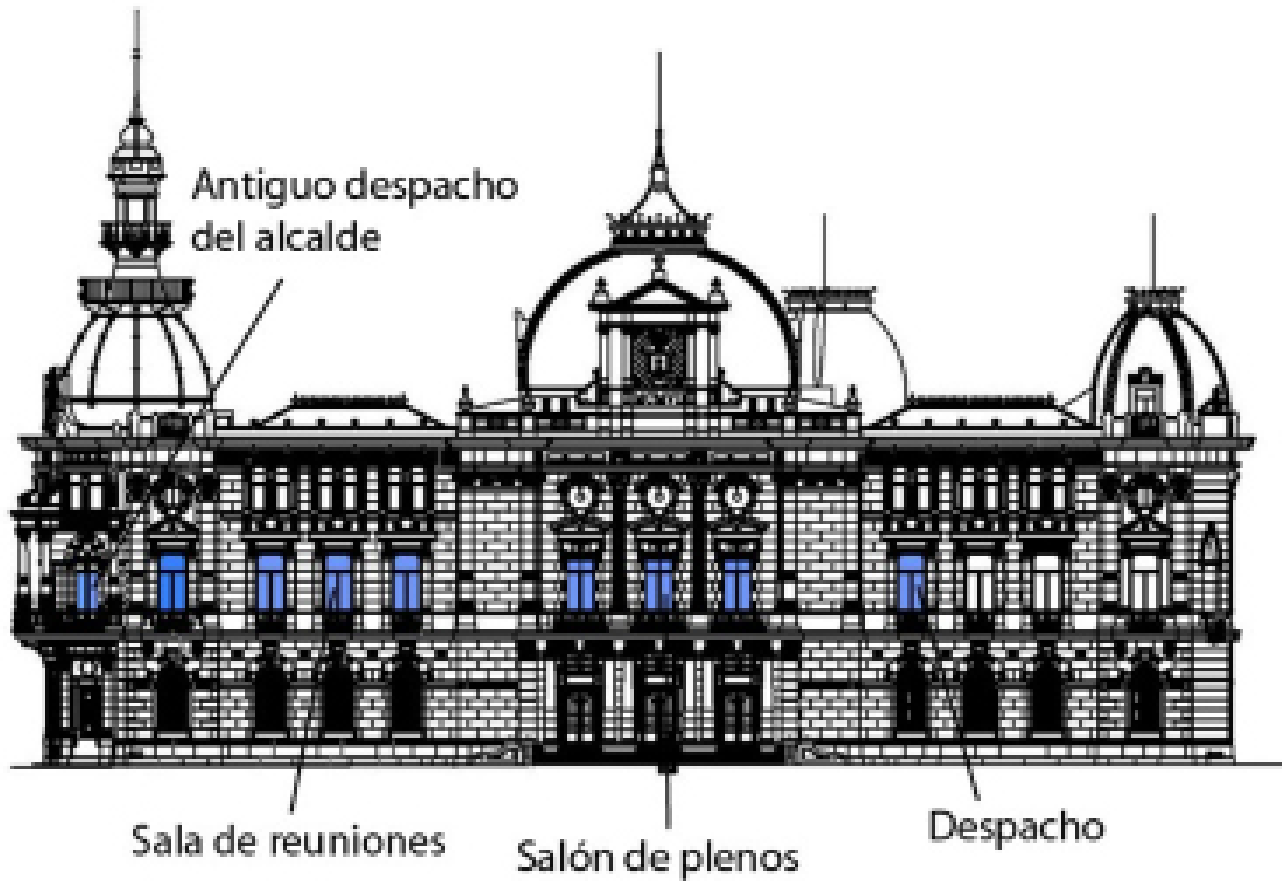 Antiguo despacho
del alcalde
Sala de reuniones
Salón de plenos
Despacho